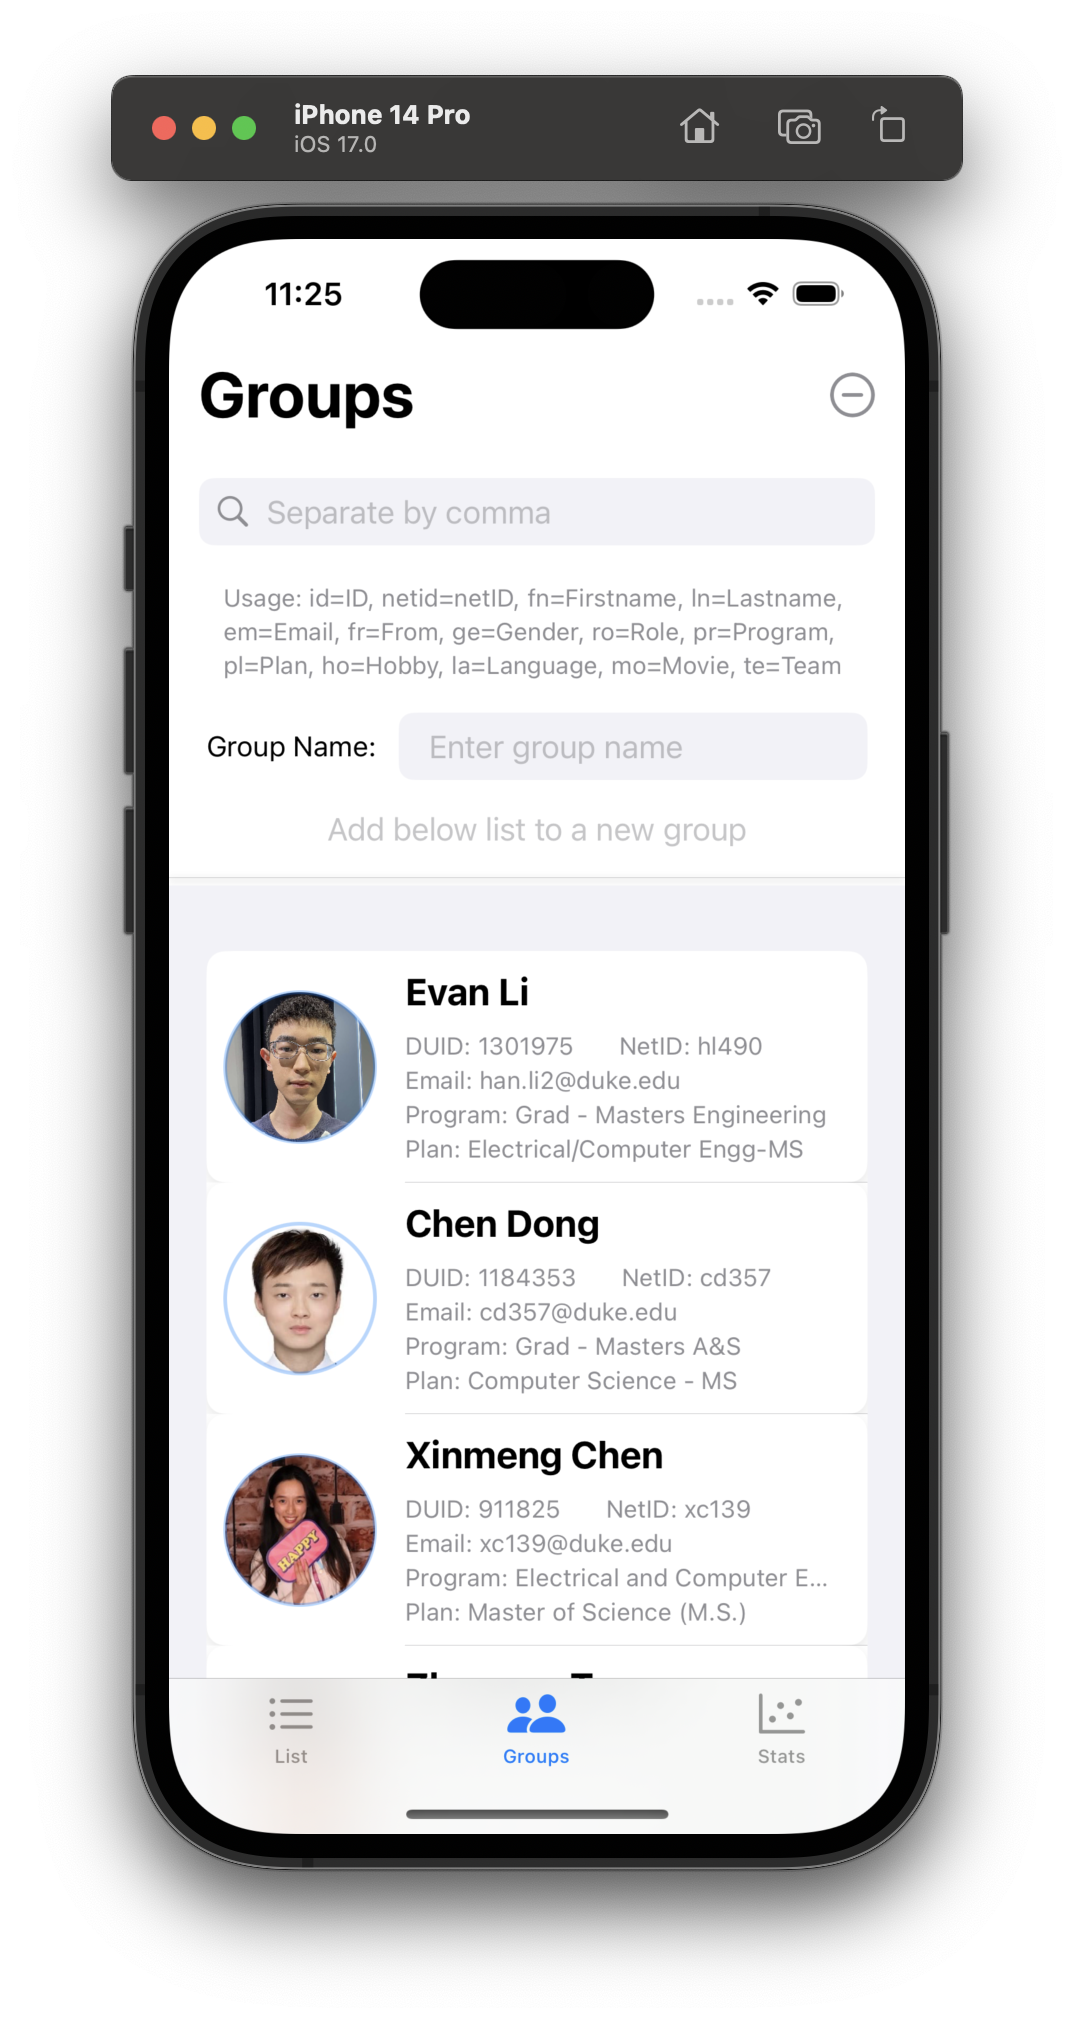 iPhone 14 Pro
iOS 17.0
11:25
Groups
Separate by comma
Usage: id=ID, netid=netID, fn=Firstname, ln=Lastname,
em=Email, fr=From, ge=Gender, ro=Role, pr=Program,
pl=Plan, ho=Hobby, la=Language, mo=Movie, te=Team
Group Name: Enter group name
Add below list to a new group
Evan Li
DUID: 1301975 NetID: hl490
Email: han.li2@duke.edu
Program: Grad - Masters Engineering
Plan: Electrical/Computer Engg-MS
Chen Dong
DUID: 1184353 NetID: cd357
Email: cd357@duke.edu
Program: Grad - Masters A&S
Plan: Computer Science - MS
Xinmeng Chen
HAPPY
DUID: 911825 NetID: xc139
Email: xc139@duke.edu
Program: Electrical and Computer E...
Plan: Master of Science (M.S.)
List Groups Stats